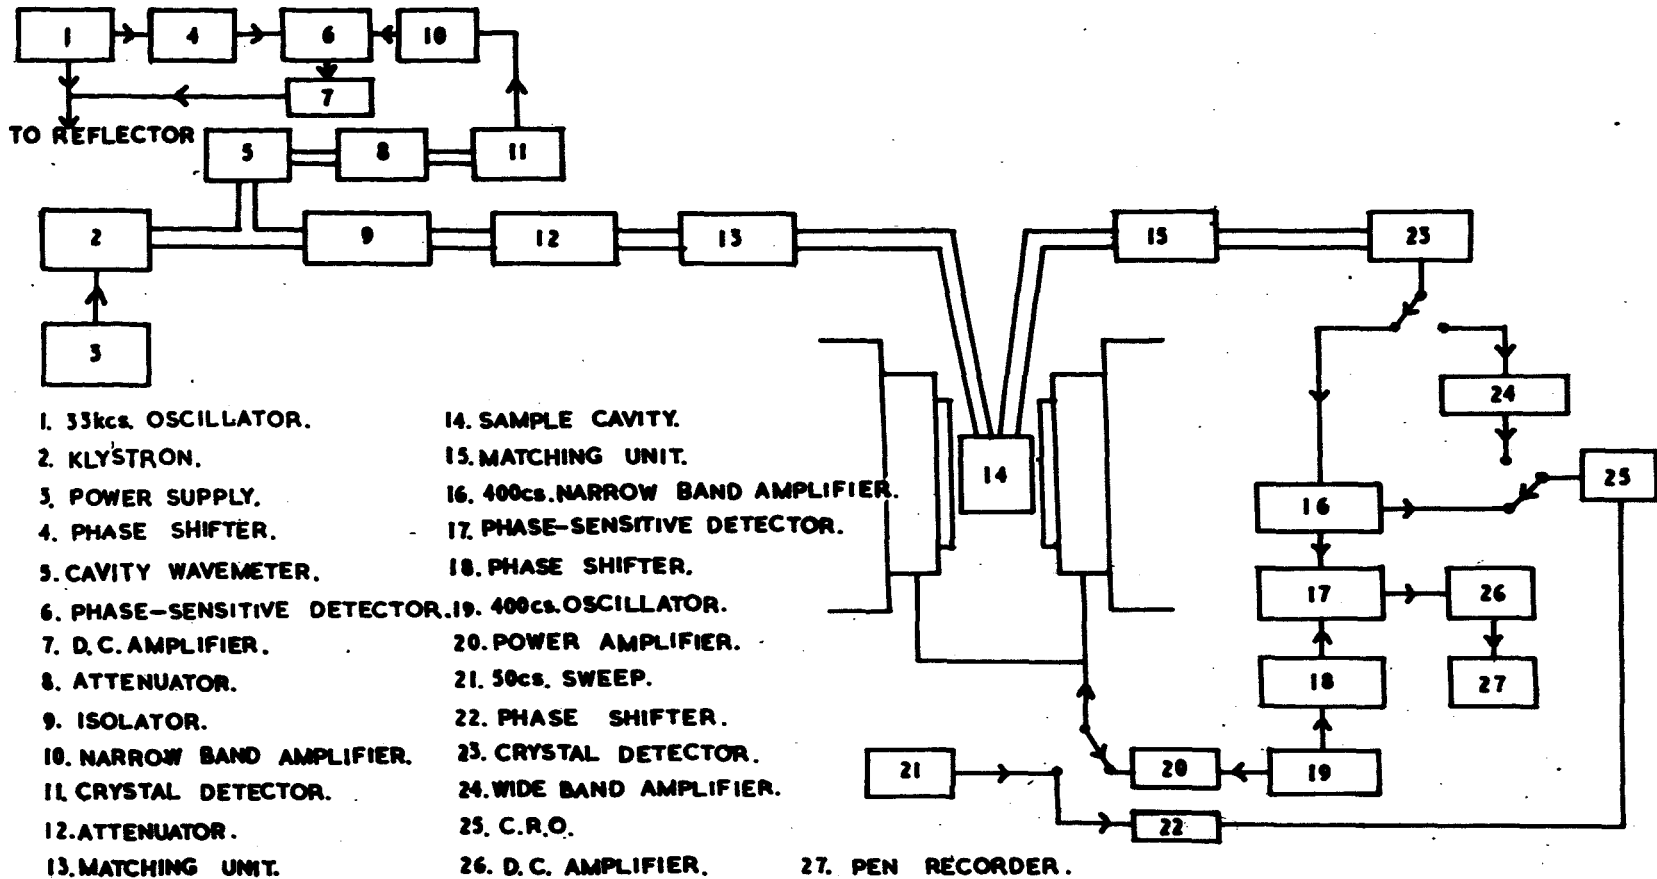 1
4
6
10
7
TO REFLECTOR
5
8
11
2
9
12
13
15
23
3
24
14
25
16
17
26
18
27
21
20
19
22
1. 33kcs. OSCILLATOR.
2. KLYSTRON.
3. POWER SUPPLY.
4. PHASE SHIFTER.
5. CAVITY WAVEMETER.
6. PHASE-SENSITIVE DETECTOR.
7. D.C. AMPLIFIER.
8. ATTENUATOR.
9. ISOLATOR.
10. NARROW BAND AMPLIFIER.
11. CRYSTAL DETECTOR.
12. ATTENUATOR.
13. MATCHING UNIT.
14. SAMPLE CAVITY.
15. MATCHING UNIT.
16. 400cs. NARROW BAND AMPLIFIER.
17. PHASE-SENSITIVE DETECTOR.
18. PHASE SHIFTER.
19. 400cs. OSCILLATOR.
20. POWER AMPLIFIER.
21. 50cs. SWEEP.
22. PHASE SHIFTER.
23. CRYSTAL DETECTOR.
24. WIDE BAND AMPLIFIER.
25. C.R.O.
26. D.C. AMPLIFIER.
27. PEN RECORDER.